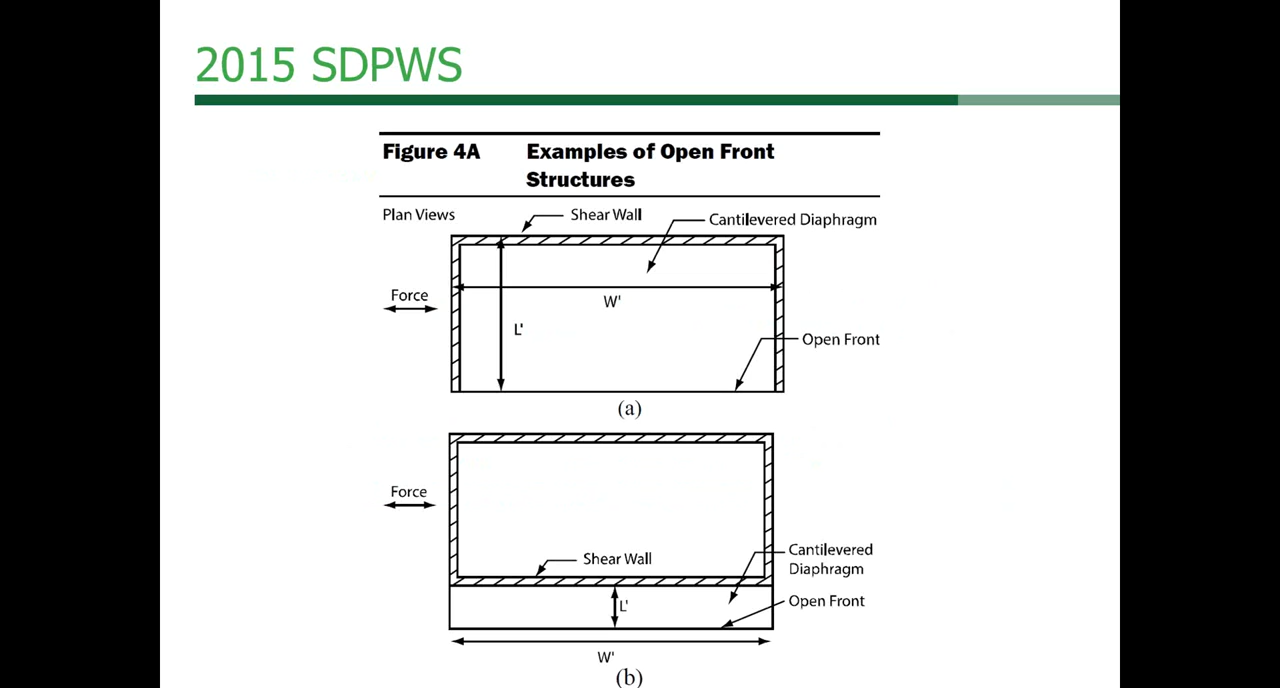 2015 SDPWS
Figure 4A Examples of Open Front
Structures
Plan Views
Shear Wall
Cantilevered Diaphragm
Force
W'
L'
Open Front
(a)
Force
Shear Wall
Cantilevered
Diaphragm
L'
Open Front
W'
(b)